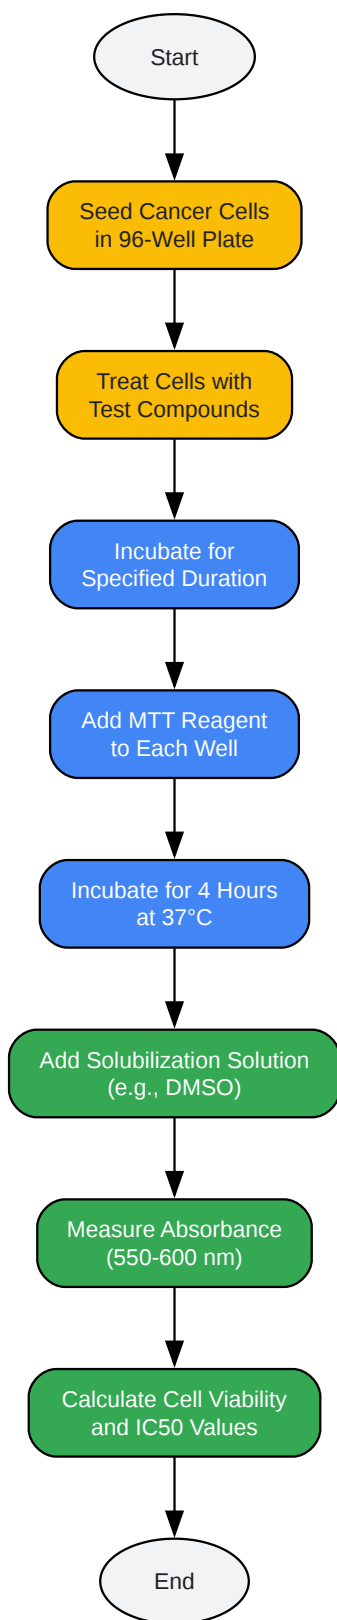 Start
Seed Cancer Cells
in 96-Well Plate
Treat Cells with
Test Compounds
Incubate for
Specified Duration
Add MTT Reagent
to Each Well
Incubate for 4 Hours
at 37°C
Add Solubilization Solution
(e.g., DMSO)
Measure Absorbance
(550-600 nm)
Calculate Cell Viability
and IC50 Values
End